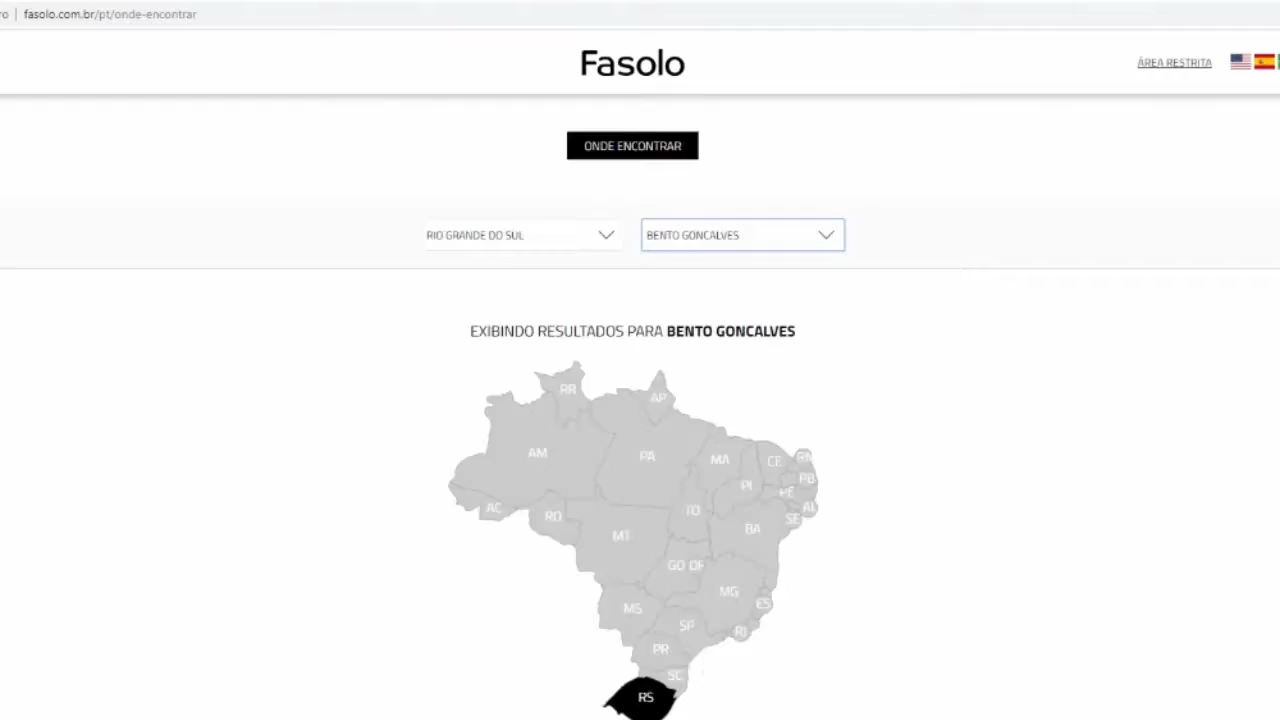 ro | fasolo.com.br/pt/onde-encontrar
Fasolo
ÁREA RESTRITA
ONDE ENCONTRAR
RIO GRANDE DO SUL
BENTO GONCALVES
EXIBINDO RESULTADOS PARA BENTO GONCALVES
RR
AP
AM
PA
MA
CE
RN
PI
PB
PE
AC
RO
TO
AL
SE
MT
BA
GO DF
MG
MS
ES
SP
RJ
PR
SC
RS